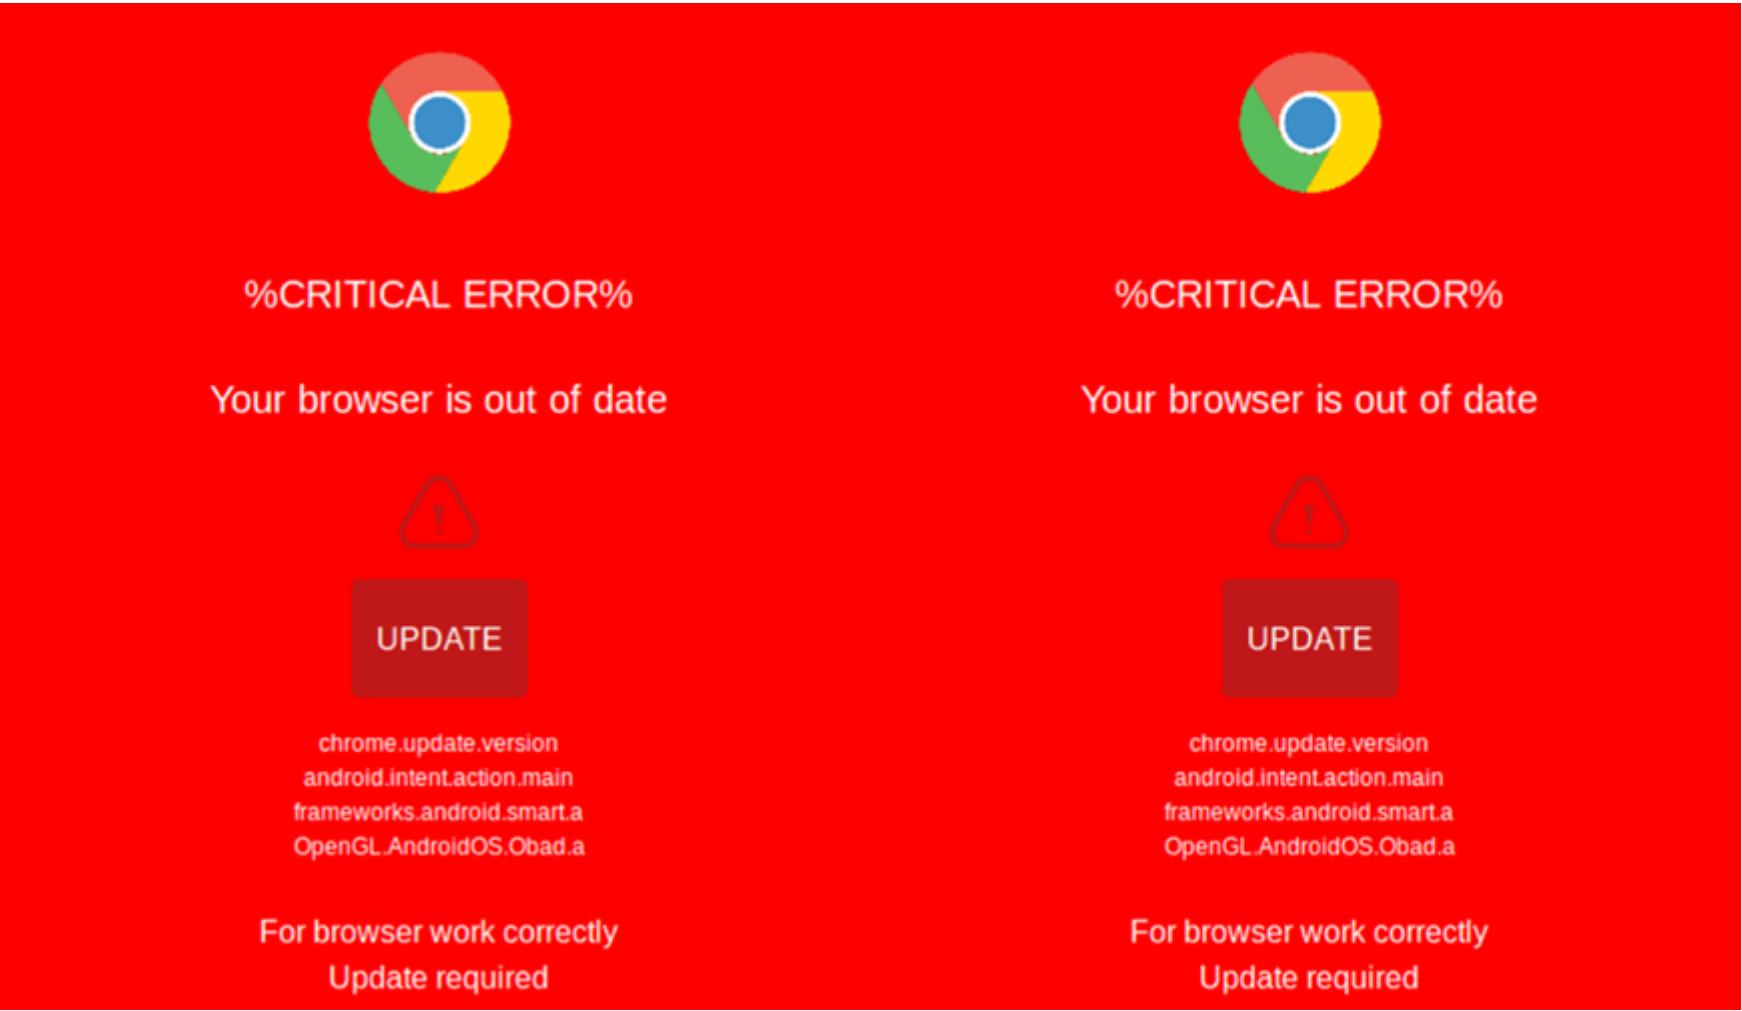 %CRITICAL ERROR%
Your browser is out of date
!
UPDATE
chrome.update.version
android.intent.action.main
frameworks.android.smart.a
OpenGL.AndroidOS.Obad.a
For browser work correctly
Update required
%CRITICAL ERROR%
Your browser is out of date
!
UPDATE
chrome.update.version
android.intent.action.main
frameworks.android.smart.a
OpenGL.AndroidOS.Obad.a
For browser work correctly
Update required